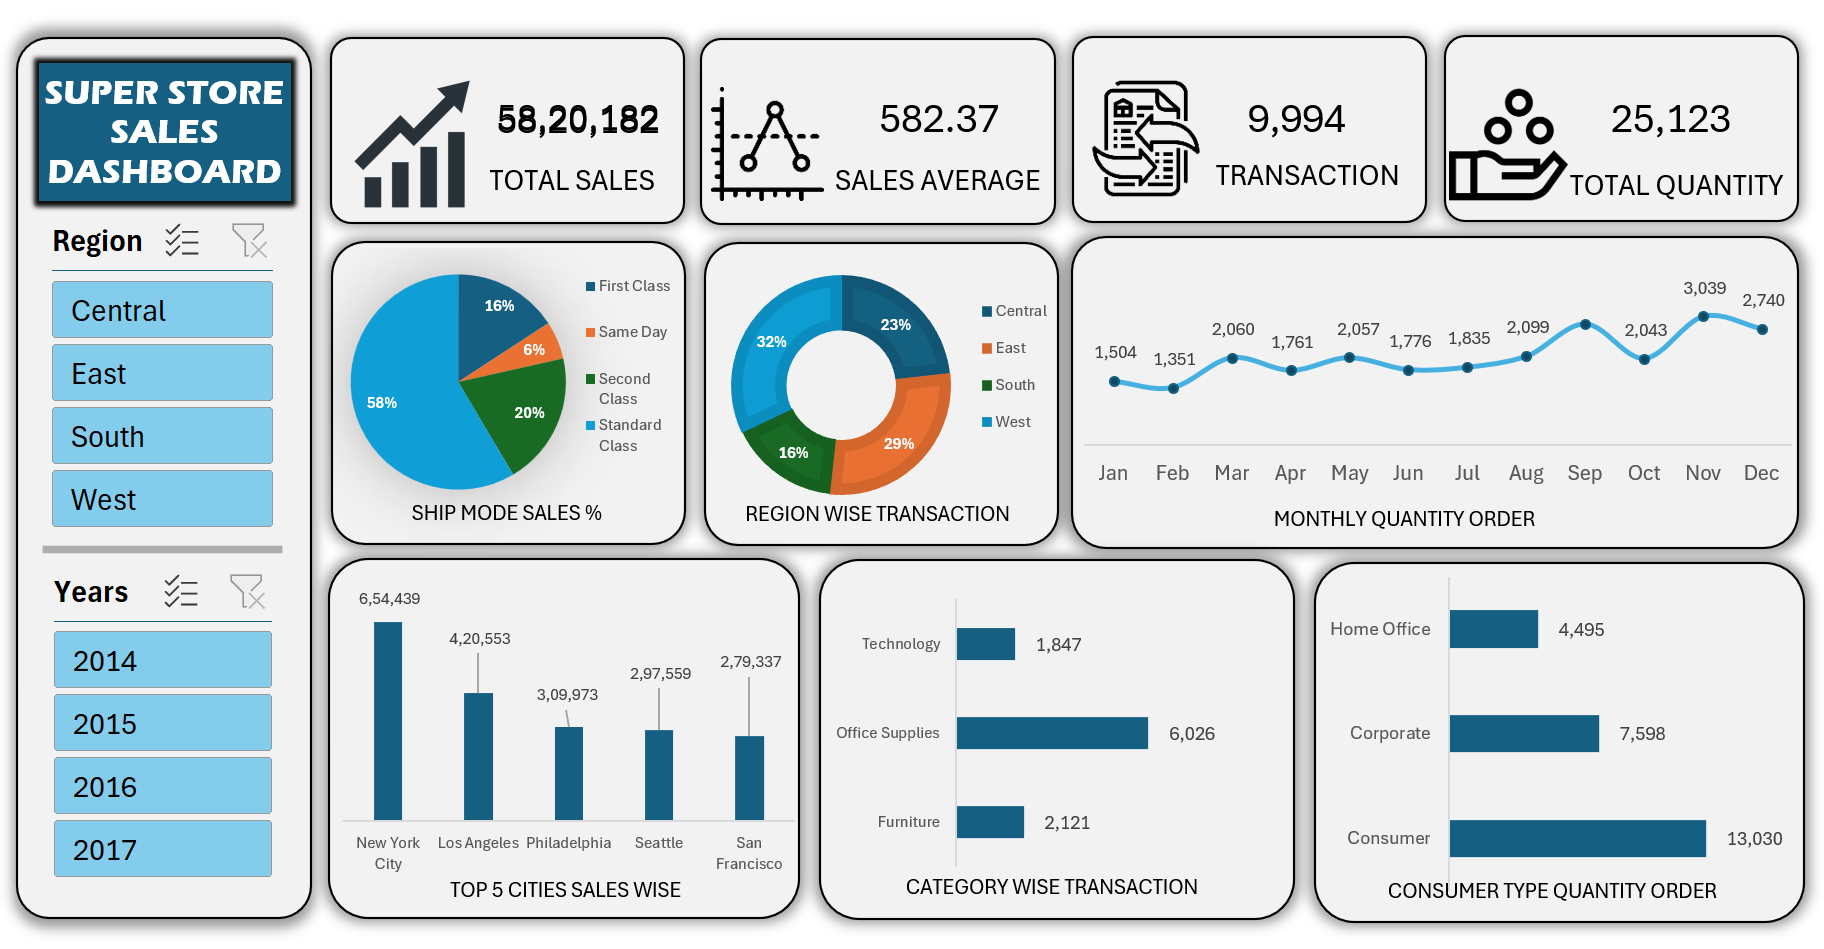 SUPER STORE
SALES
DASHBOARD
Region
Central
East
South
West
Years
2014
2015
2016
2017
58,20,182
TOTAL SALES
582.37
SALES AVERAGE
9,994
TRANSACTION
25,123
TOTAL QUANTITY
16%
6%
20%
58%
First Class
Same Day
Second
Class
Standard
Class
SHIP MODE SALES %
23%
29%
16%
32%
Central
East
South
West
REGION WISE TRANSACTION
1,504
1,351
2,060
1,761
2,057
1,776
1,835
2,099
2,043
3,039
2,740
Jan Feb Mar Apr May Jun Jul Aug Sep Oct Nov Dec
MONTHLY QUANTITY ORDER
6,54,439
4,20,553
3,09,973
2,97,559
2,79,337
New York
City
Los Angeles
Philadelphia
Seattle
San
Francisco
TOP 5 CITIES SALES WISE
Technology 1,847
Office Supplies 6,026
Furniture 2,121
CATEGORY WISE TRANSACTION
Home Office 4,495
Corporate 7,598
Consumer 13,030
CONSUMER TYPE QUANTITY ORDER